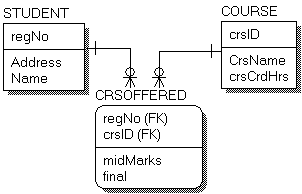 STUDENT
regNo
Address
Name
COURSE
crsID
CrsName
crsCrdHrs
CRSOFFERED
regNo (FK)
crsID (FK)
midMarks
final